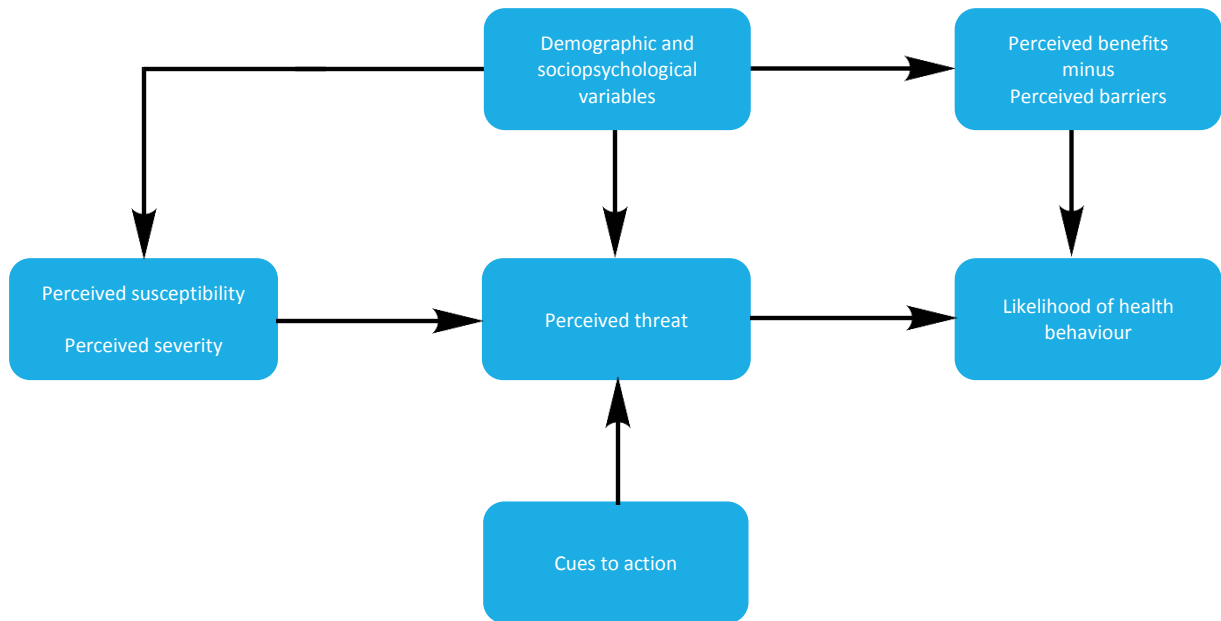 Demographic and
sociopsychological
variables
Perceived benefits
minus
Perceived barriers
Perceived susceptibility
Perceived severity
Perceived threat
Likelihood of health
behaviour
Cues to action